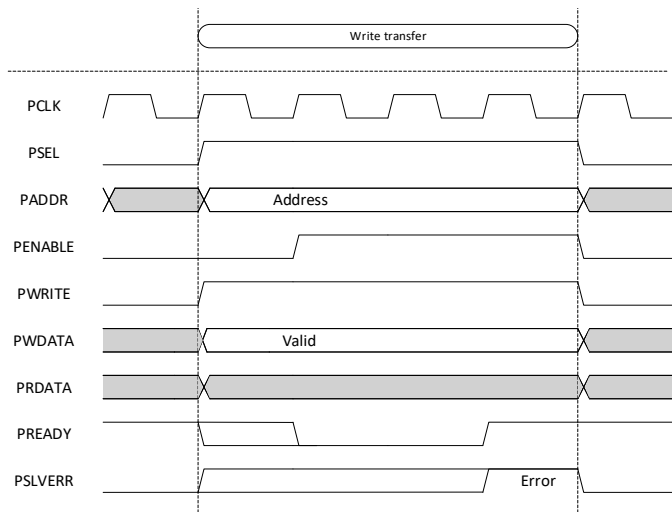 Write transfer
PCLK
PSEL
PADDR
Address
PENABLE
PWRITE
PWDATA
Valid
PRDATA
PREADY
PSLVERR
Error